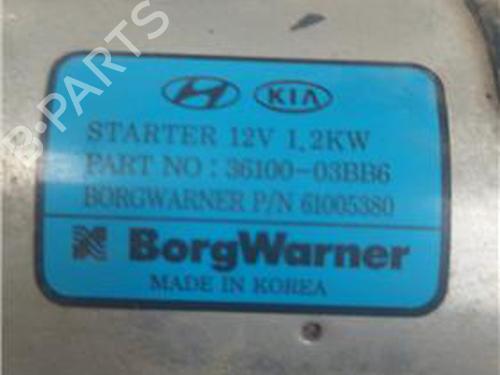 B-PARTS
KIA
STARTER 12V 1,2KW
PART NO : 36100-03BB6
BORGWARNER P/N 61005380
BorgWarner
MADE IN KOREA